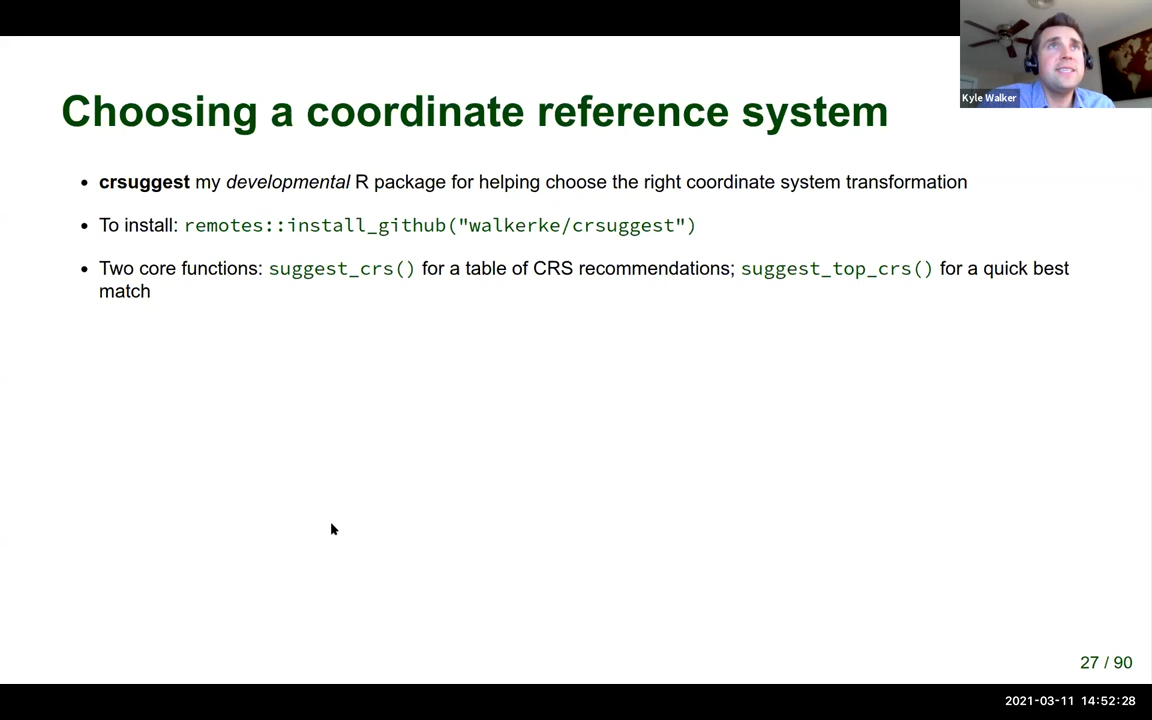 Kyle Walker
Choosing a coordinate reference system
• crsuggest my developmental R package for helping choose the right coordinate system transformation
• To install: remotes::install_github("walkerke/crsuggest")
• Two core functions: suggest_crs() for a table of CRS recommendations; suggest_top_crs() for a quick best
match
27 / 90
2021-03-11 14:52:28